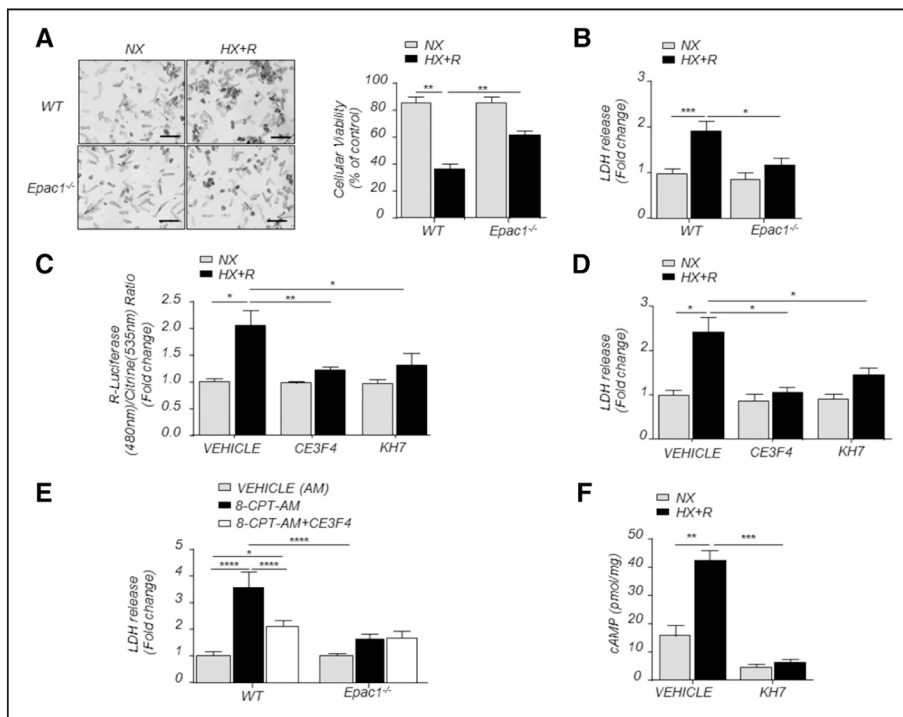 A
NX
HX+R
WT
Epac1-/-
NX
HX+R
Cellular Viability
(% of control)
100
80
60
40
20
0
**
**
WT
Epac1-/-
B
NX
HX+R
LDH release
(Fold change)
3
2
1
0
***
*
WT
Epac1-/-
C
NX
HX+R
R-Luciferase
(480nm)/Citrine(535nm) Ratio
(Fold change)
2.5
2.0
1.5
1.0
0.5
0.0
*
**
*
VEHICLE
CE3F4
KH7
D
NX
HX+R
LDH release
(Fold change)
3
2
1
0
*
*
*
VEHICLE
CE3F4
KH7
E
VEHICLE (AM)
8-CPT-AM
8-CPT-AM+CE3F4
LDH release
(Fold change)
5
4
3
2
1
0
****
*
****
****
WT
Epac1-/-
F
NX
HX+R
cAMP (pmol/mg)
50
40
30
20
10
0
**
***
VEHICLE
KH7